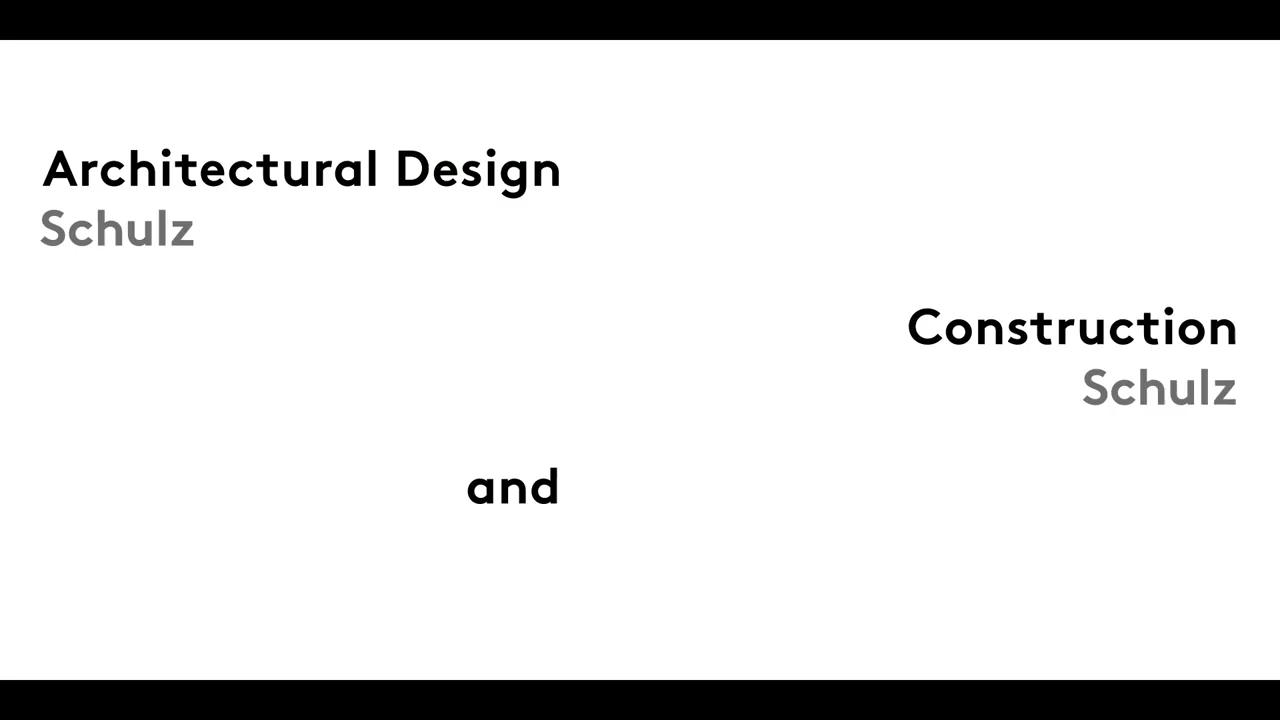 Architectural Design
Schulz
Construction
Schulz
and